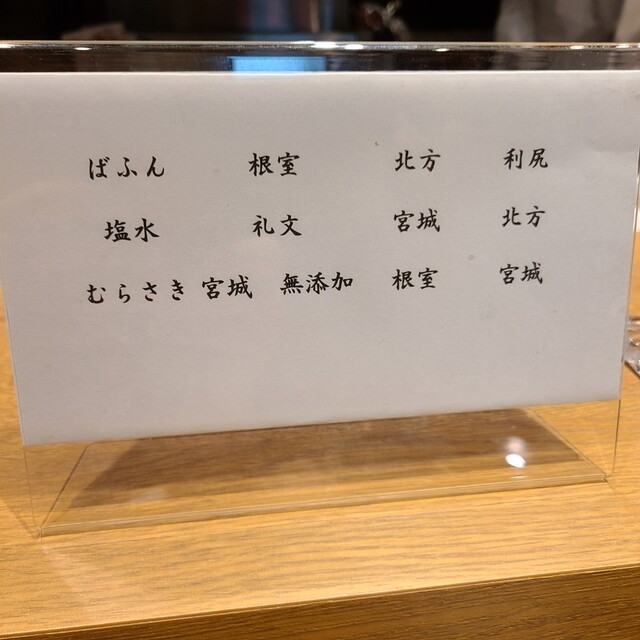 ばふん 根室 北方 利尻
塩水 礼文 宮城 北方
むらさき 宮城 無添加 根室 宮城